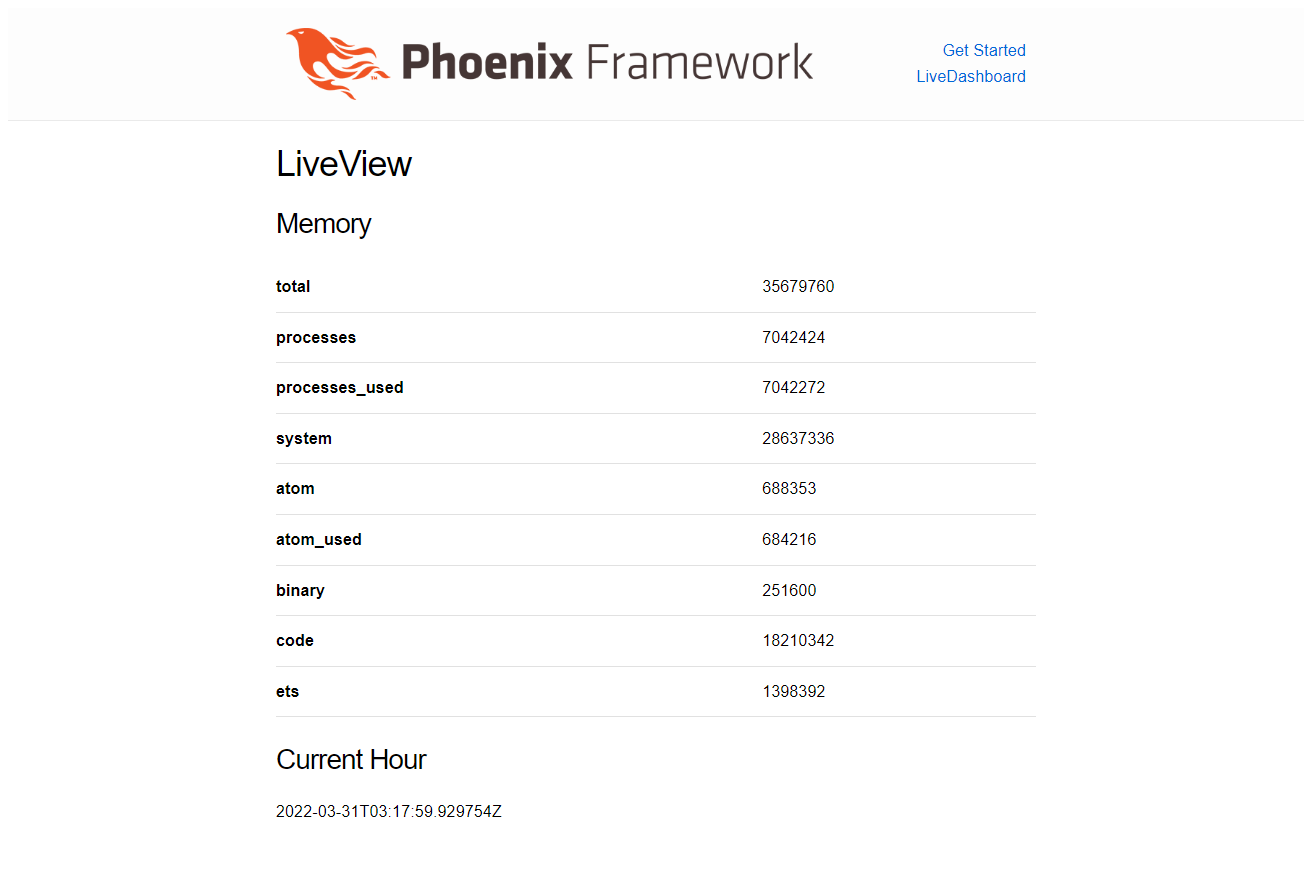 Phoenix Framework
Get Started
LiveDashboard
LiveView
Memory
total 35679760
processes 7042424
processes_used 7042272
system 28637336
atom 688353
atom_used 684216
binary 251600
code 18210342
ets 1398392
Current Hour
2022-03-31T03:17:59.929754Z